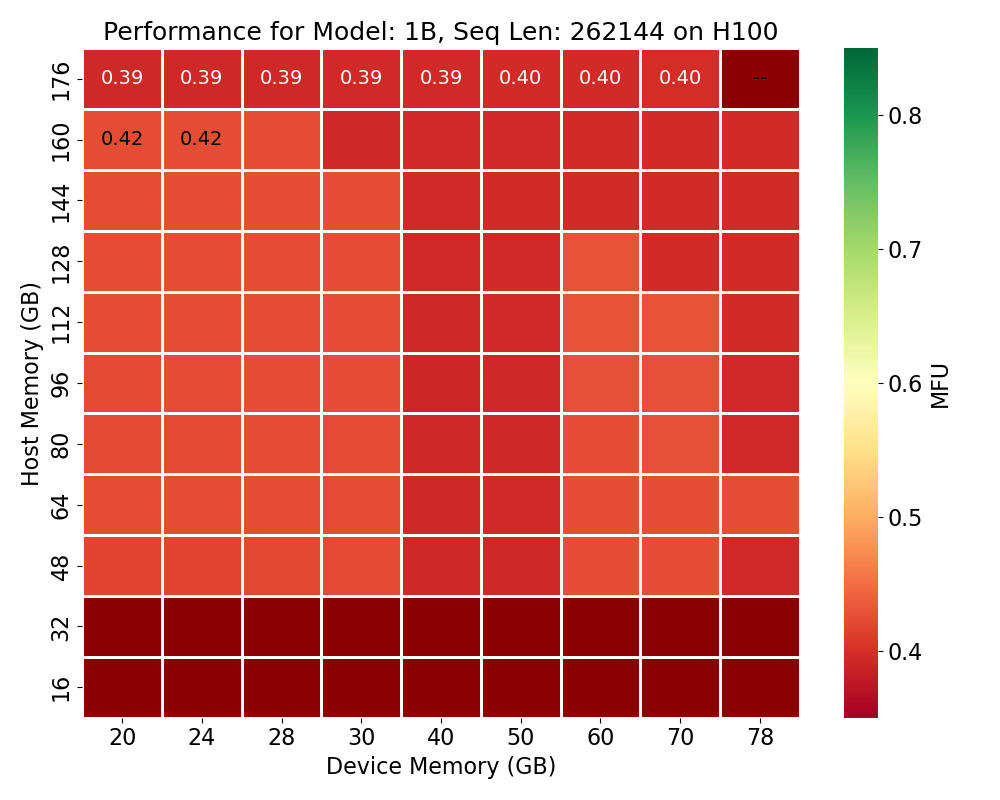 Performance for Model: 1B, Seq Len: 262144 on H100
176 0.39 0.39 0.39 0.39 0.39 0.40 0.40 0.40 --
160 0.42 0.42
144
128
112
96
80
64
48
32
16
Host Memory (GB)
20 24 28 30 40 50 60 70 78
Device Memory (GB)
0.8
0.7
0.6
0.5
0.4
MFU